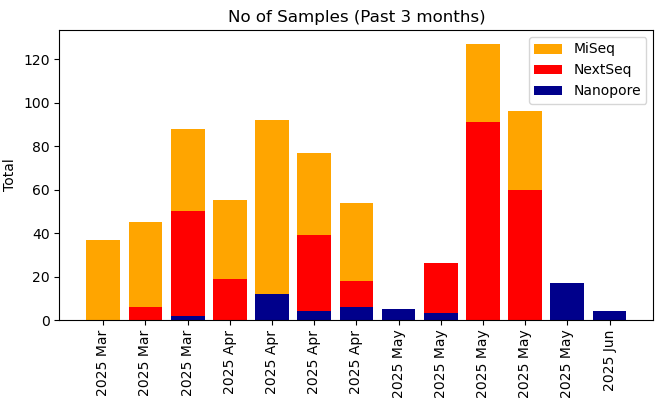 No of Samples (Past 3 months)
MiSeq
NextSeq
Nanopore
Total
120
100
80
60
40
20
0
2025 Mar
2025 Mar
2025 Mar
2025 Apr
2025 Apr
2025 Apr
2025 Apr
2025 May
2025 May
2025 May
2025 May
2025 May
2025 Jun